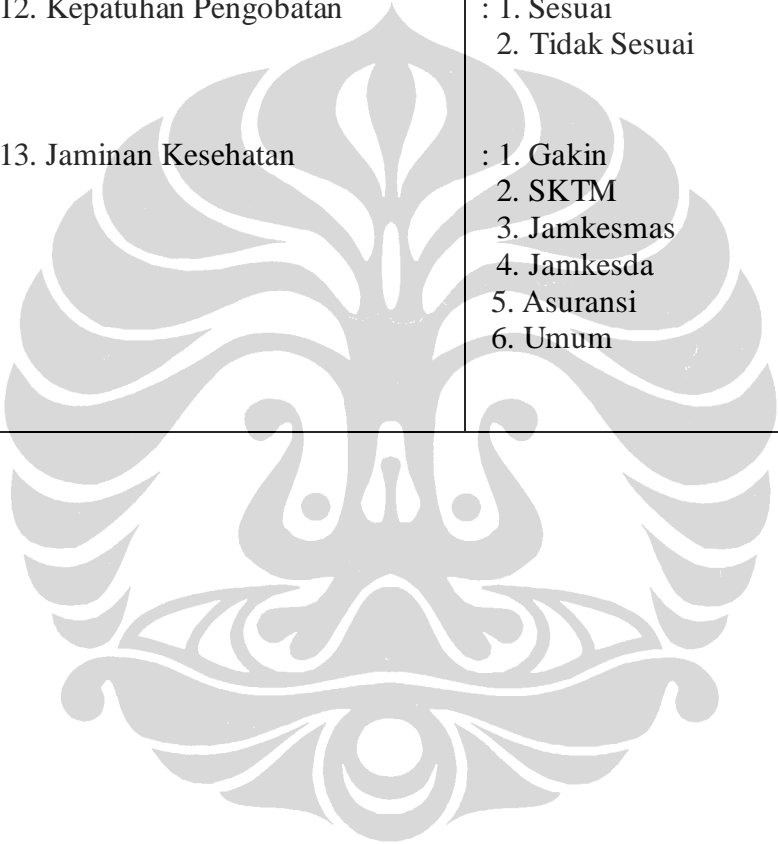 12. Kepatuhan Pengobatan : 1. Sesuai
2. Tidak Sesuai
13. Jaminan Kesehatan : 1. Gakin
2. SKTM
3. Jamkesmas
4. Jamkesda
5. Asuransi
6. Umum